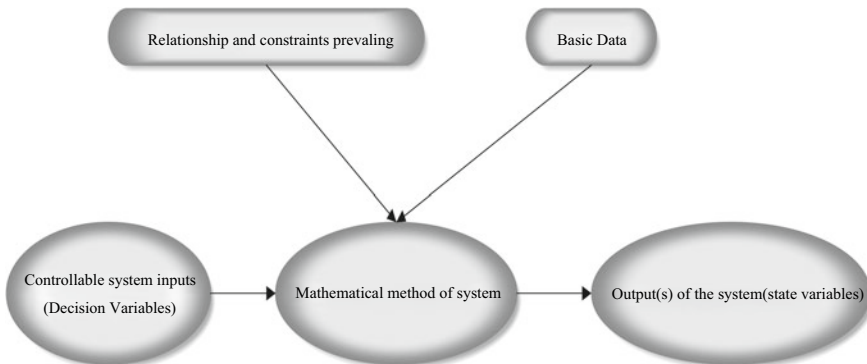 Relationship and constraints prevaling
Basic Data
Controllable system inputs
(Decision Variables)
Mathematical method of system
Output(s) of the system(state variables)